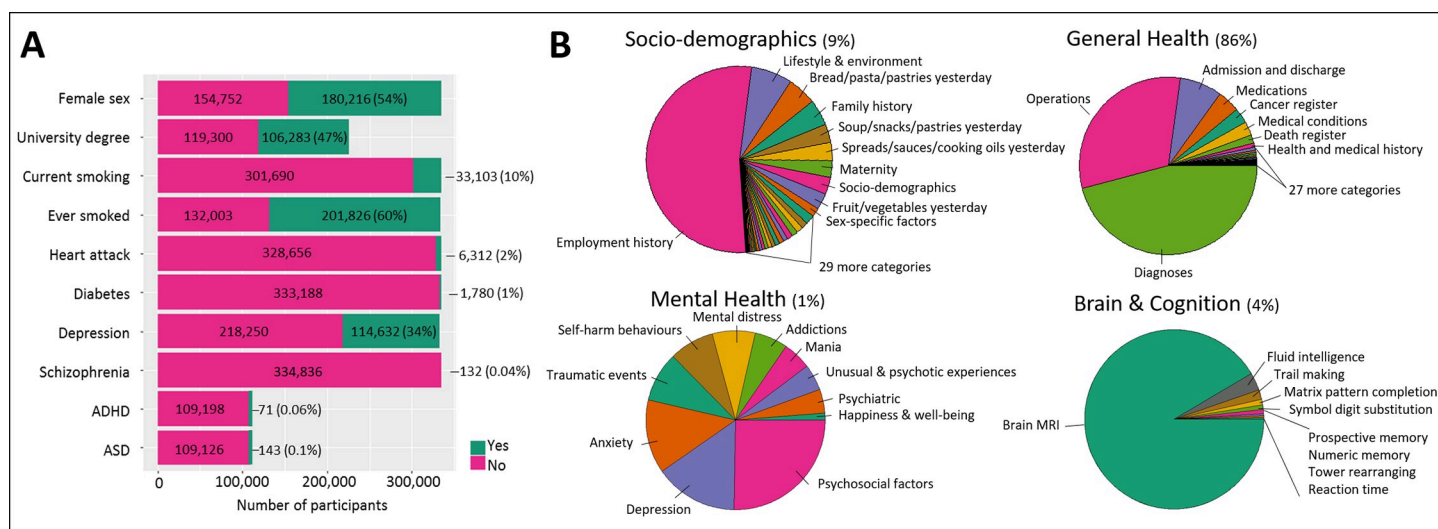 A
Female sex
154,752
180,216 (54%)
University degree
119,300
106,283 (47%)
Current smoking
301,690
33,103 (10%)
Ever smoked
132,003
201,826 (60%)
Heart attack
328,656
6,312 (2%)
Diabetes
333,188
1,780 (1%)
Depression
218,250
114,632 (34%)
Schizophrenia
334,836
132 (0.04%)
ADHD
109,198
71 (0.06%)
ASD
109,126
143 (0.1%)
Yes
No
0
100,000
200,000
300,000
Number of participants
B
Socio-demographics (9%)
Lifestyle & environment
Bread/pasta/pastries yesterday
Family history
Soup/snacks/pastries yesterday
Spreads/sauces/cooking oils yesterday
Maternity
Socio-demographics
Fruit/vegetables yesterday
Sex-specific factors
29 more categories
Employment history
General Health (86%)
Admission and discharge
Medications
Cancer register
Medical conditions
Death register
Health and medical history
27 more categories
Operations
Diagnoses
Mental Health (1%)
Mental distress
Addictions
Mania
Unusual & psychotic experiences
Psychiatric
Happiness & well-being
Psychosocial factors
Self-harm behaviours
Traumatic events
Anxiety
Depression
Brain & Cognition (4%)
Fluid intelligence
Trail making
Matrix pattern completion
Symbol digit substitution
Prospective memory
Numeric memory
Tower rearranging
Reaction time
Brain MRI